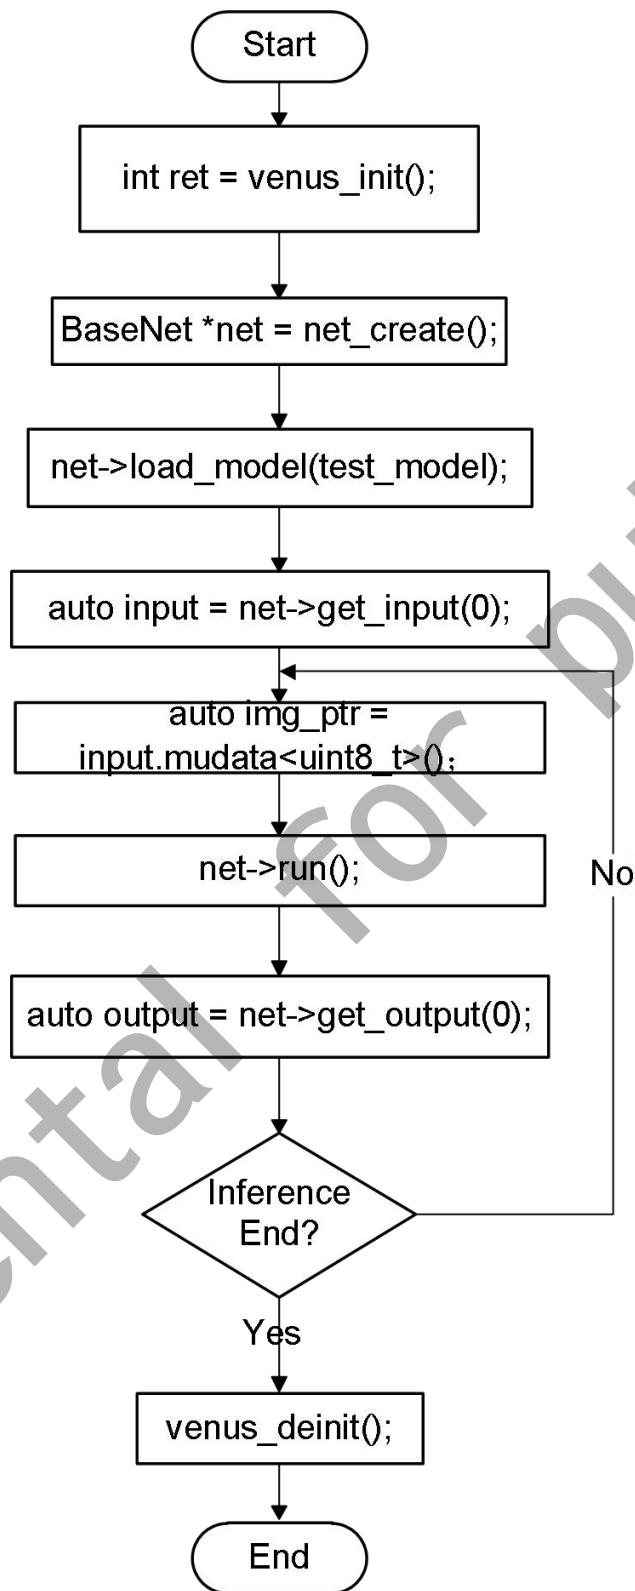 Start
int ret = venus_init();
BaseNet *net = net_create();
net->load_model(test_model);
auto input = net->get_input(0);
auto img_ptr =
input.mudata<uint8_t>()；
net->run();
No
auto output = net->get_output(0);
Inference
End?
Yes
venus_deinit();
End
for